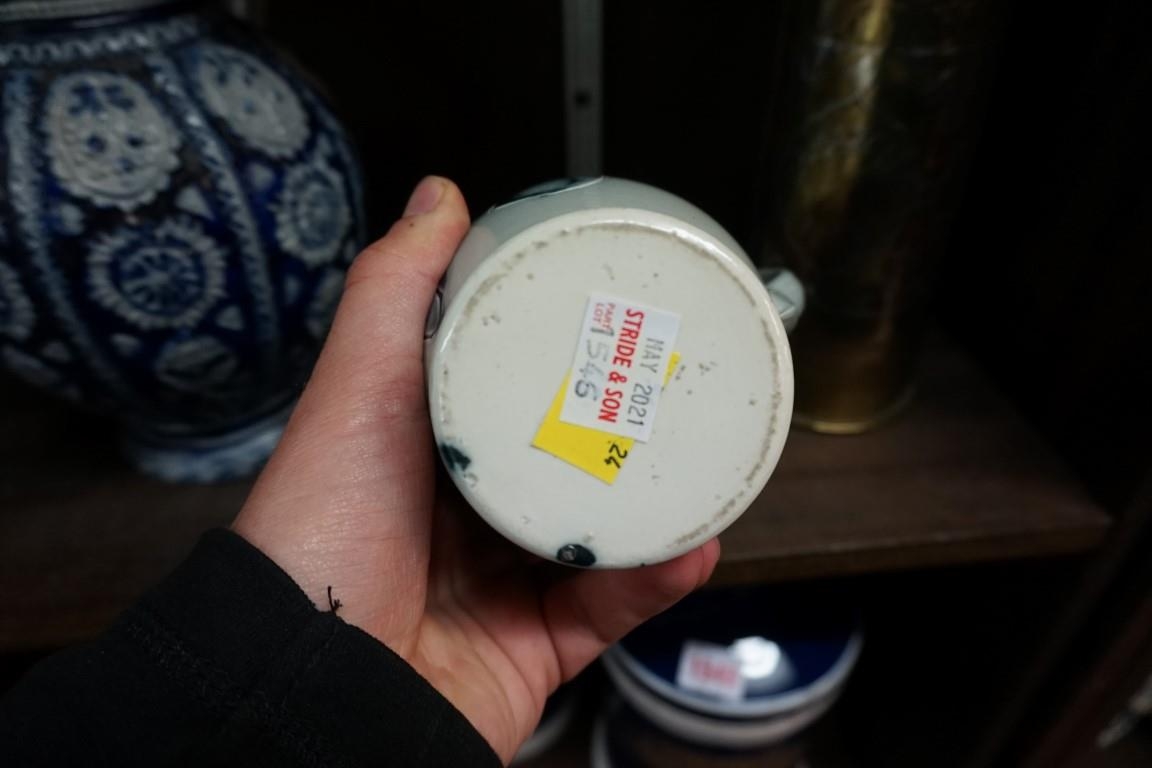 MAY 2021
STRIDE & SON
PART
LOT 1546
24